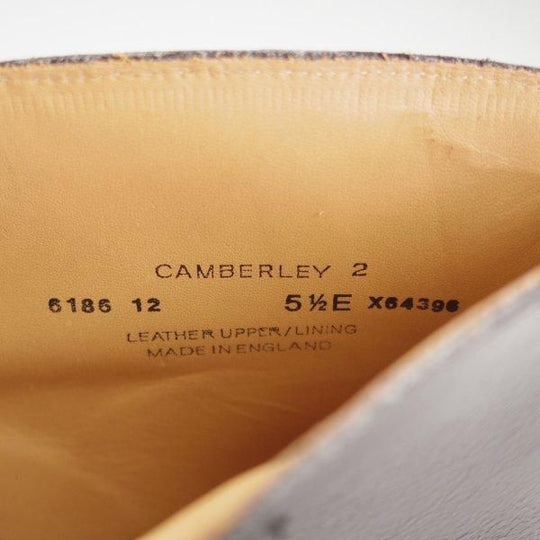 CAMBERLEY 2
6186 12 5½E X64396
LEATHER UPPER/LINING
MADE IN ENGLAND